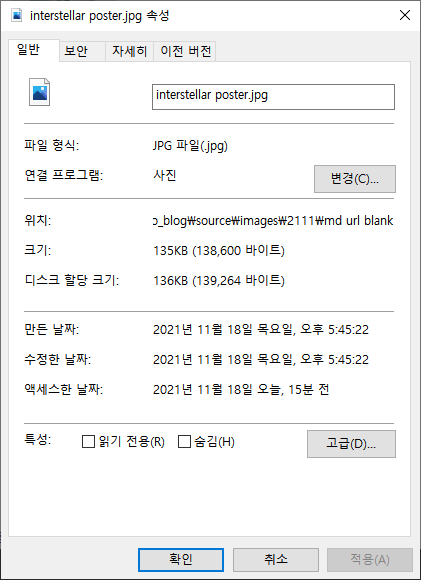 interstellar poster.jpg 속성
일반 보안 자세히 이전 버전
interstellar poster.jpg
파일 형식: JPG 파일(.jpg)
연결 프로그램: 사진 변경(C)...
위치: o_blog₩source₩images₩2111₩md url blank
크기: 135KB (138,600 바이트)
디스크 할당 크기: 136KB (139,264 바이트)
만든 날짜: 2021년 11월 18일 목요일, 오후 5:45:22
수정한 날짜: 2021년 11월 18일 목요일, 오후 5:45:22
액세스한 날짜: 2021년 11월 18일 오늘, 15분 전
특성: 읽기 전용(R) 숨김(H) 고급(D)...
확인 취소 적용(A)